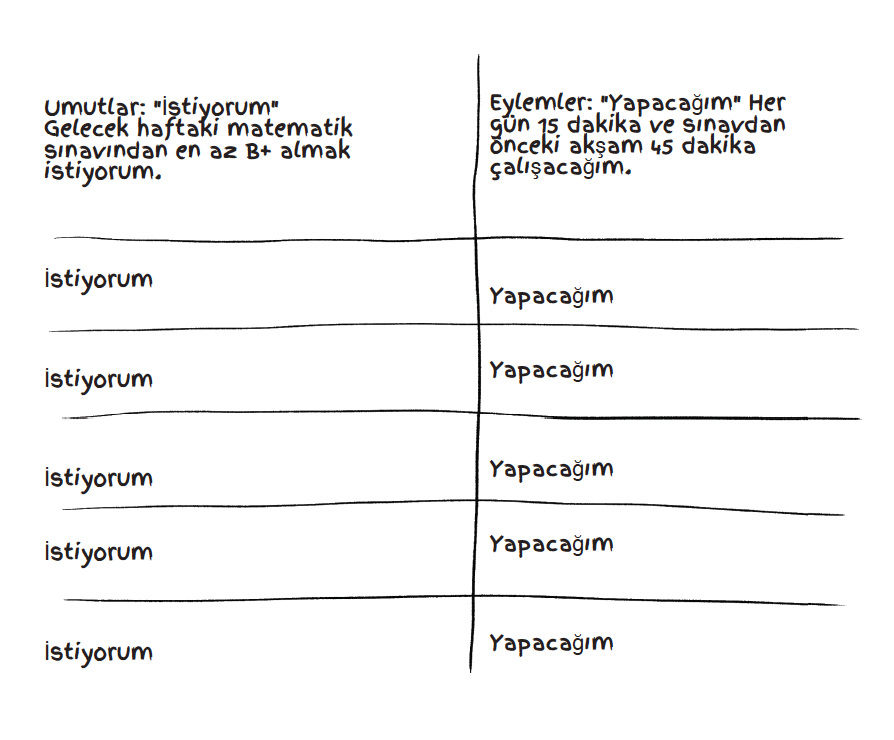 Umutlar: "İstiyorum"
Gelecek haftaki matematik
sınavından en az B+ almak
istiyorum.
Eylemler: "Yapacağım" Her
gün 15 dakika ve sınavdan
önceki akşam 45 dakika
çalışacağım.
İstiyorum
Yapacağım
İstiyorum
Yapacağım
İstiyorum
Yapacağım
İstiyorum
Yapacağım
İstiyorum
Yapacağım